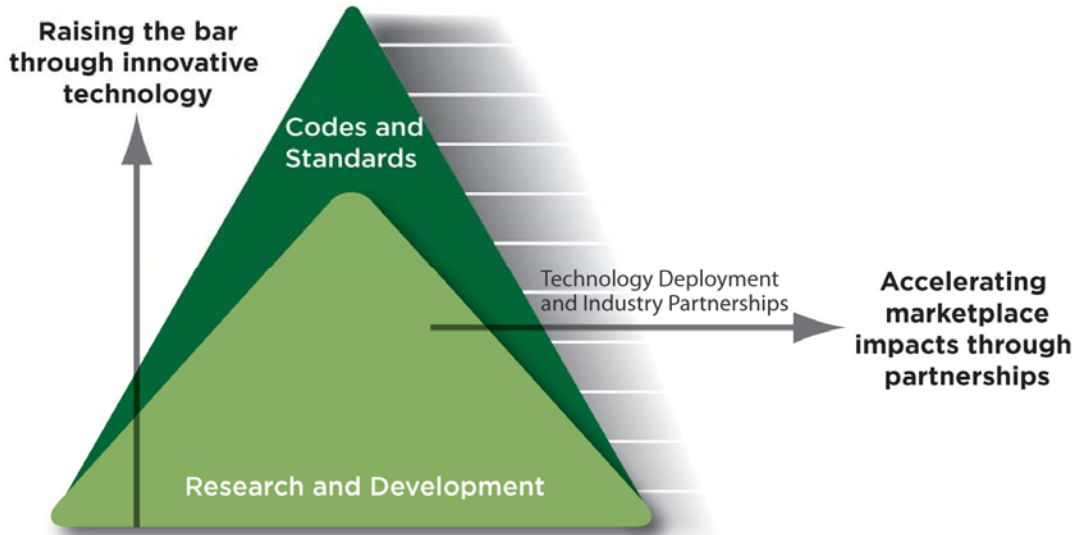 Raising the bar
through innovative
technology
Codes and
Standards
Technology Deployment
and Industry Partnerships
Accelerating
marketplace
impacts through
partnerships
Research and Development